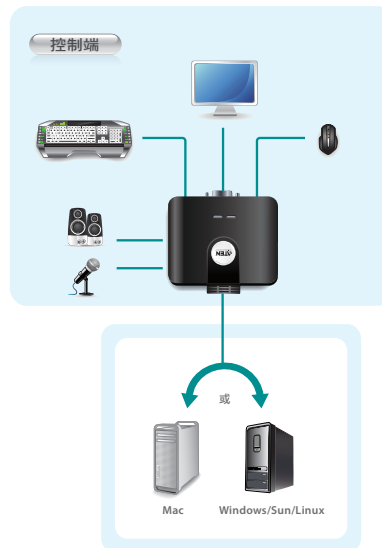 控制端
ATEN
或
Mac
Windows/Sun/Linux